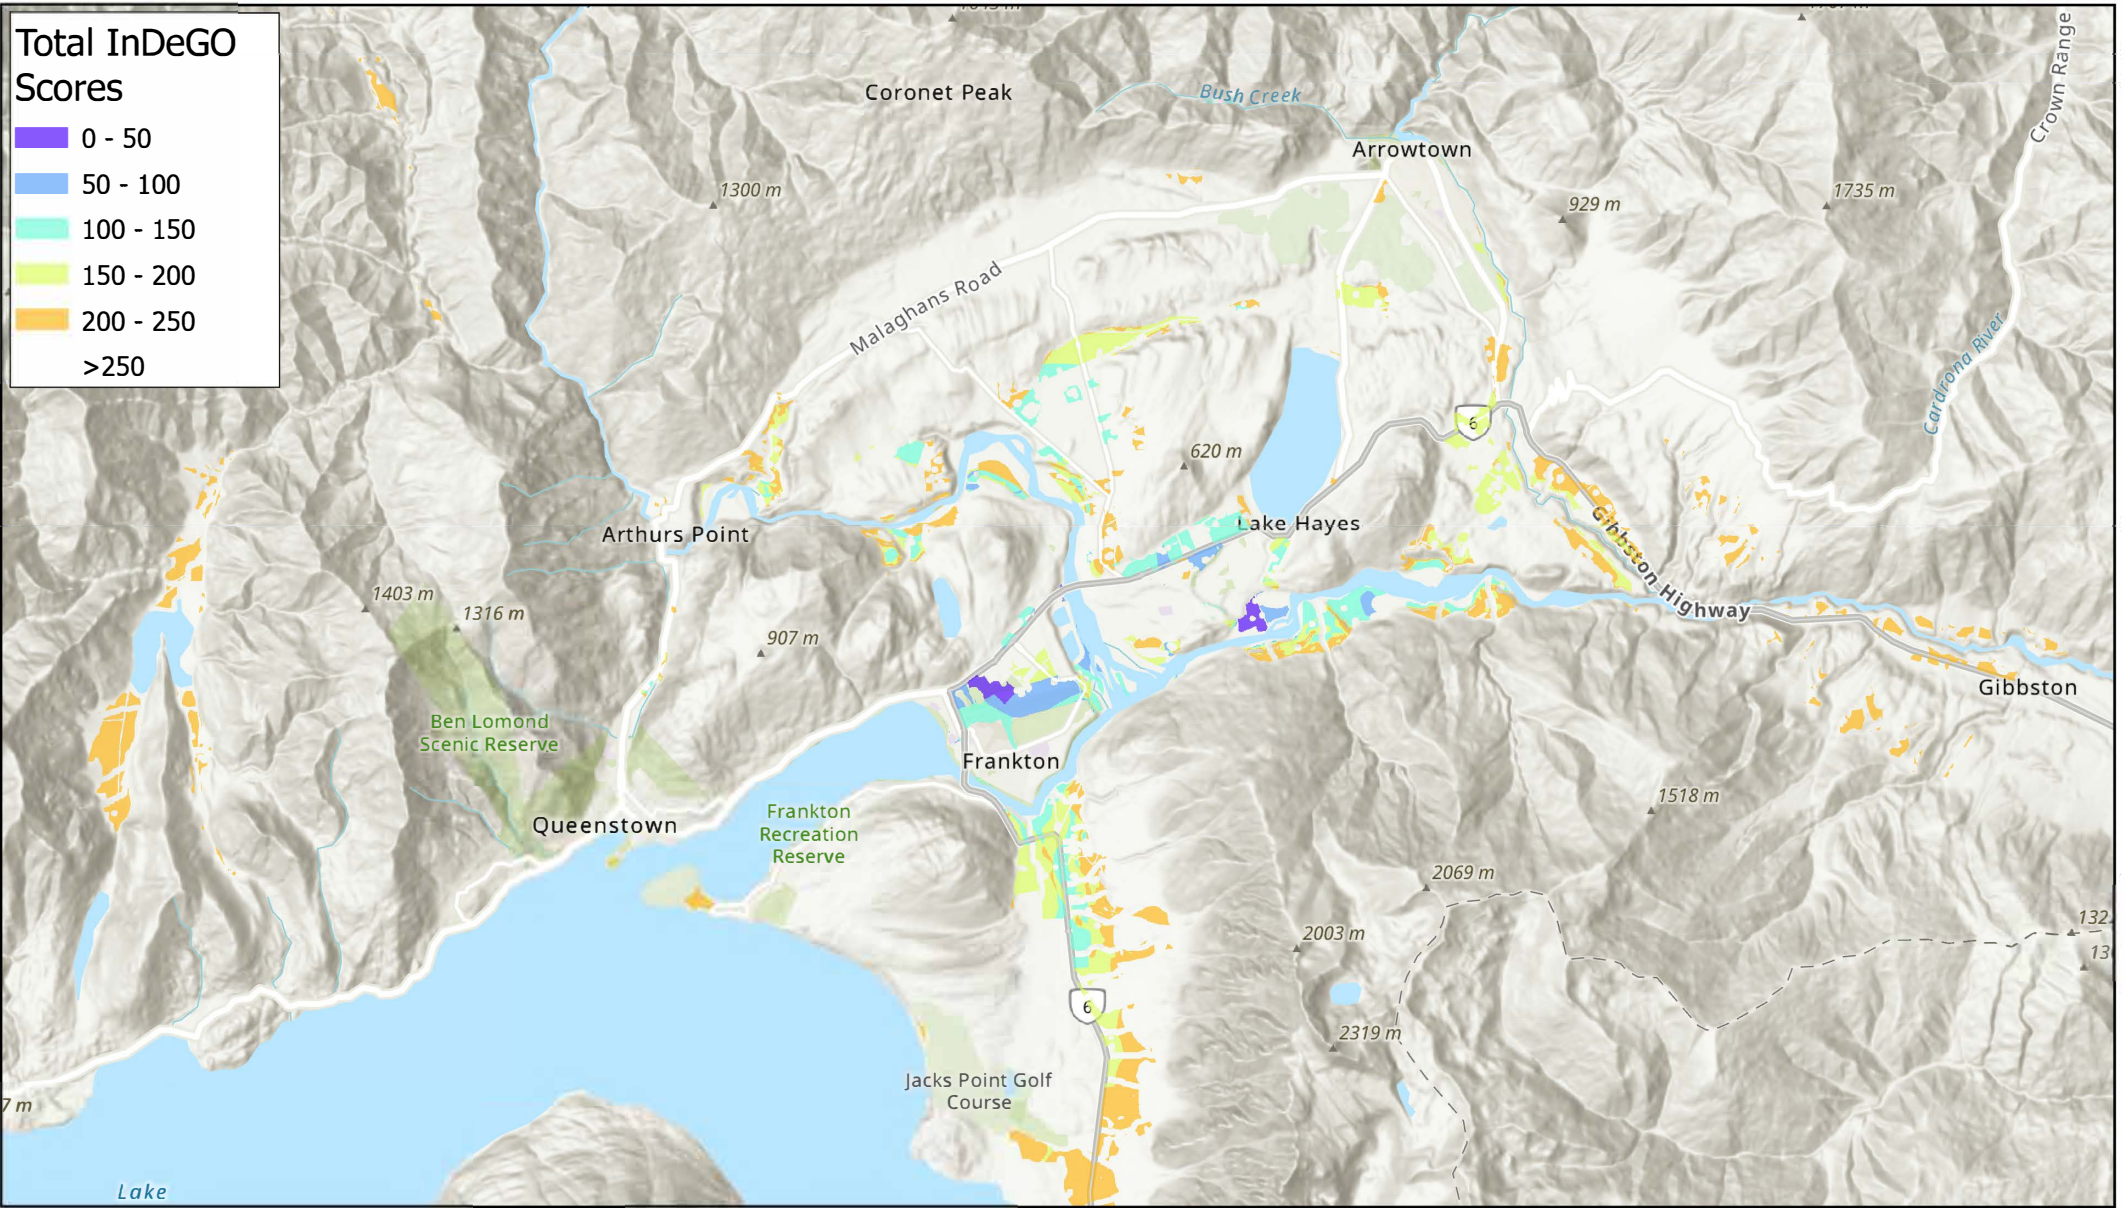 Total InDeGO
Scores
0 - 50
50 - 100
100 - 150
150 - 200
200 - 250
>250
Coronet Peak
Bush Creek
Crown Range
Arrowtown
1300 m
929 m
1735 m
Malaghans Road
Cardrona River
6
620 m
Arthurs Point
Lake Hayes
Gibbston Highway
1403 m
1316 m
907 m
Gibbston
Ben Lomond
Scenic Reserve
Frankton
1518 m
Queenstown
Frankton
Recreation
Reserve
2069 m
2003 m
132
13
6
2319 m
Jacks Point Golf
Course
7 m
Lake